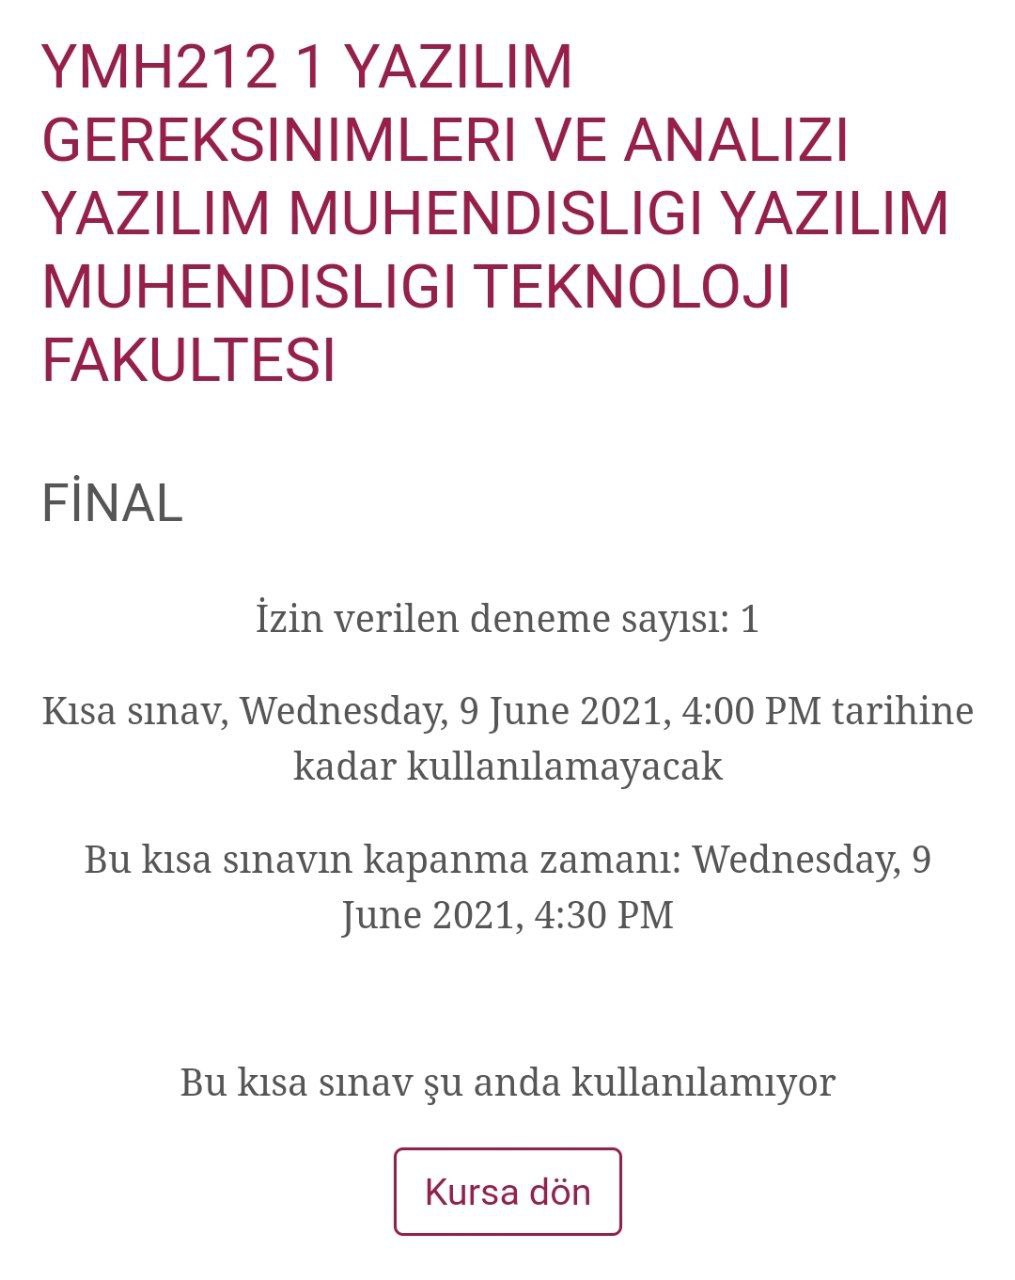 YMH212 1 YAZILIM
GEREKSINIMLERI VE ANALIZI
YAZILIM MUHENDISLIGI YAZILIM
MUHENDISLIGI TEKNOLOJI
FAKULTESI
FİNAL
İzin verilen deneme sayısı: 1
Kısa sınav, Wednesday, 9 June 2021, 4:00 PM tarihine
kadar kullanılamayacak
Bu kısa sınavın kapanma zamanı: Wednesday, 9
June 2021, 4:30 PM
Bu kısa sınav şu anda kullanılamıyor
Kursa dön